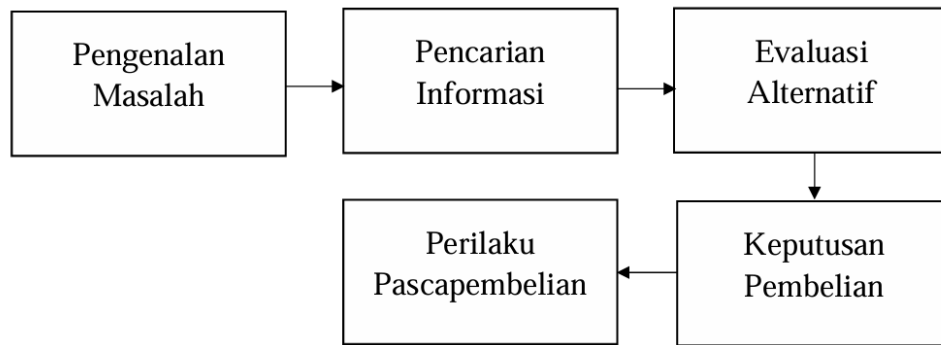 Pengenalan
Masalah
Pencarian
Informasi
Evaluasi
Alternatif
Keputusan
Pembelian
Perilaku
Pascapembelian